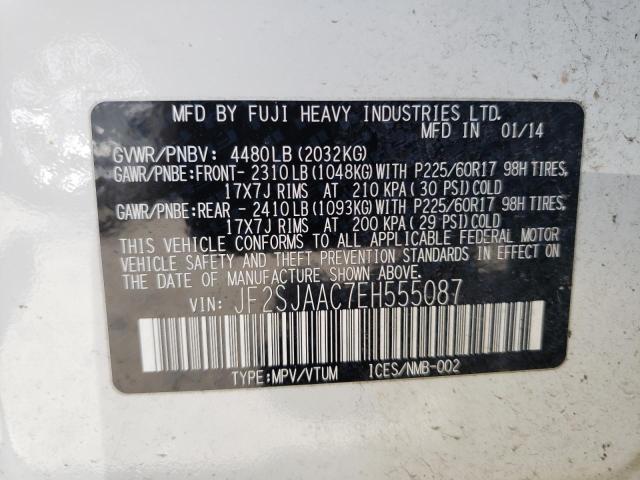 MFD BY FUJI HEAVY INDUSTRIES LTD.
MFD IN 01/14
GVWR/PNBV: 4480LB(2032KG)
GAWR/PNBE:FRONT- 2310LB(1048KG)WITH P225/60R17 98H TIRES,
17X7J RIMS AT 210 KPA( 30 PSI)COLD
GAWR/PNBE:REAR - 2410LB(1093KG)WITH P225/60R17 98H TIRES,
17X7J RIMS AT 200 KPA( 29 PSI)COLD
THIS VEHICLE CONFORMS TO ALL APPLICABLE FEDERAL MOTOR
VEHICLE SAFETY AND THEFT PREVENTION STANDARDS IN EFFECT ON
THE DATE OF MANUFACTURE SHOWN ABOVE.
VIN: JF2SJAAC7EH555087
TYPE:MPV/VTUM ICES/NMB-002